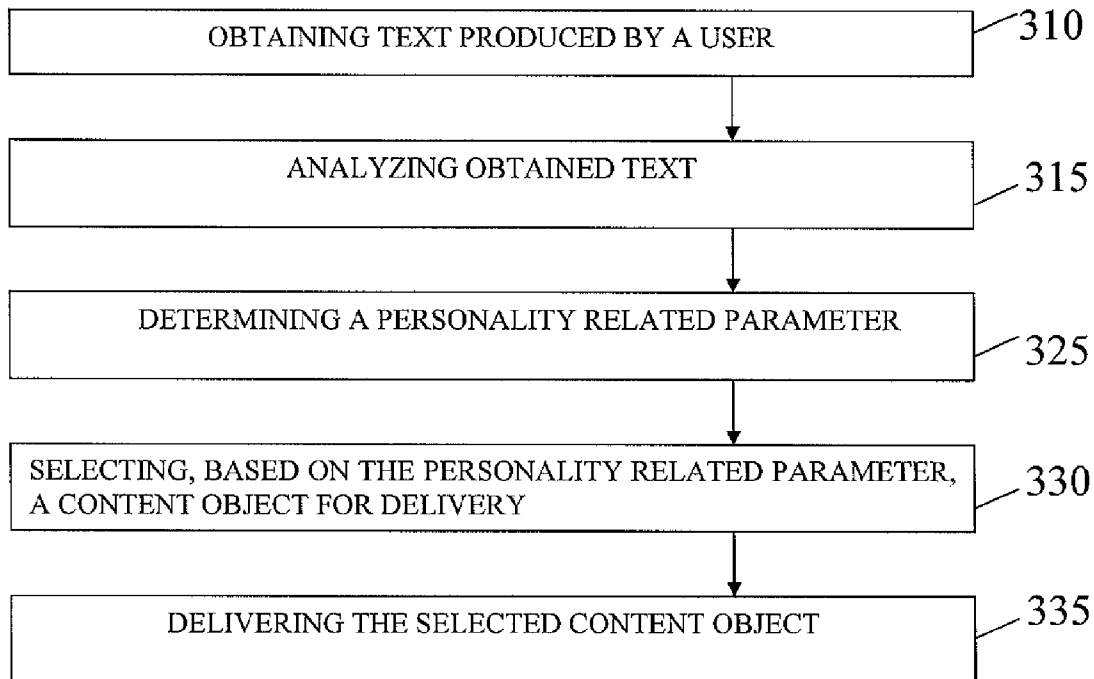 OBTAINING TEXT PRODUCED BY A USER
310
ANALYZING OBTAINED TEXT
315
DETERMINING A PERSONALITY RELATED PARAMETER
325
SELECTING, BASED ON THE PERSONALITY RELATED PARAMETER,
A CONTENT OBJECT FOR DELIVERY
330
DELIVERING THE SELECTED CONTENT OBJECT
335